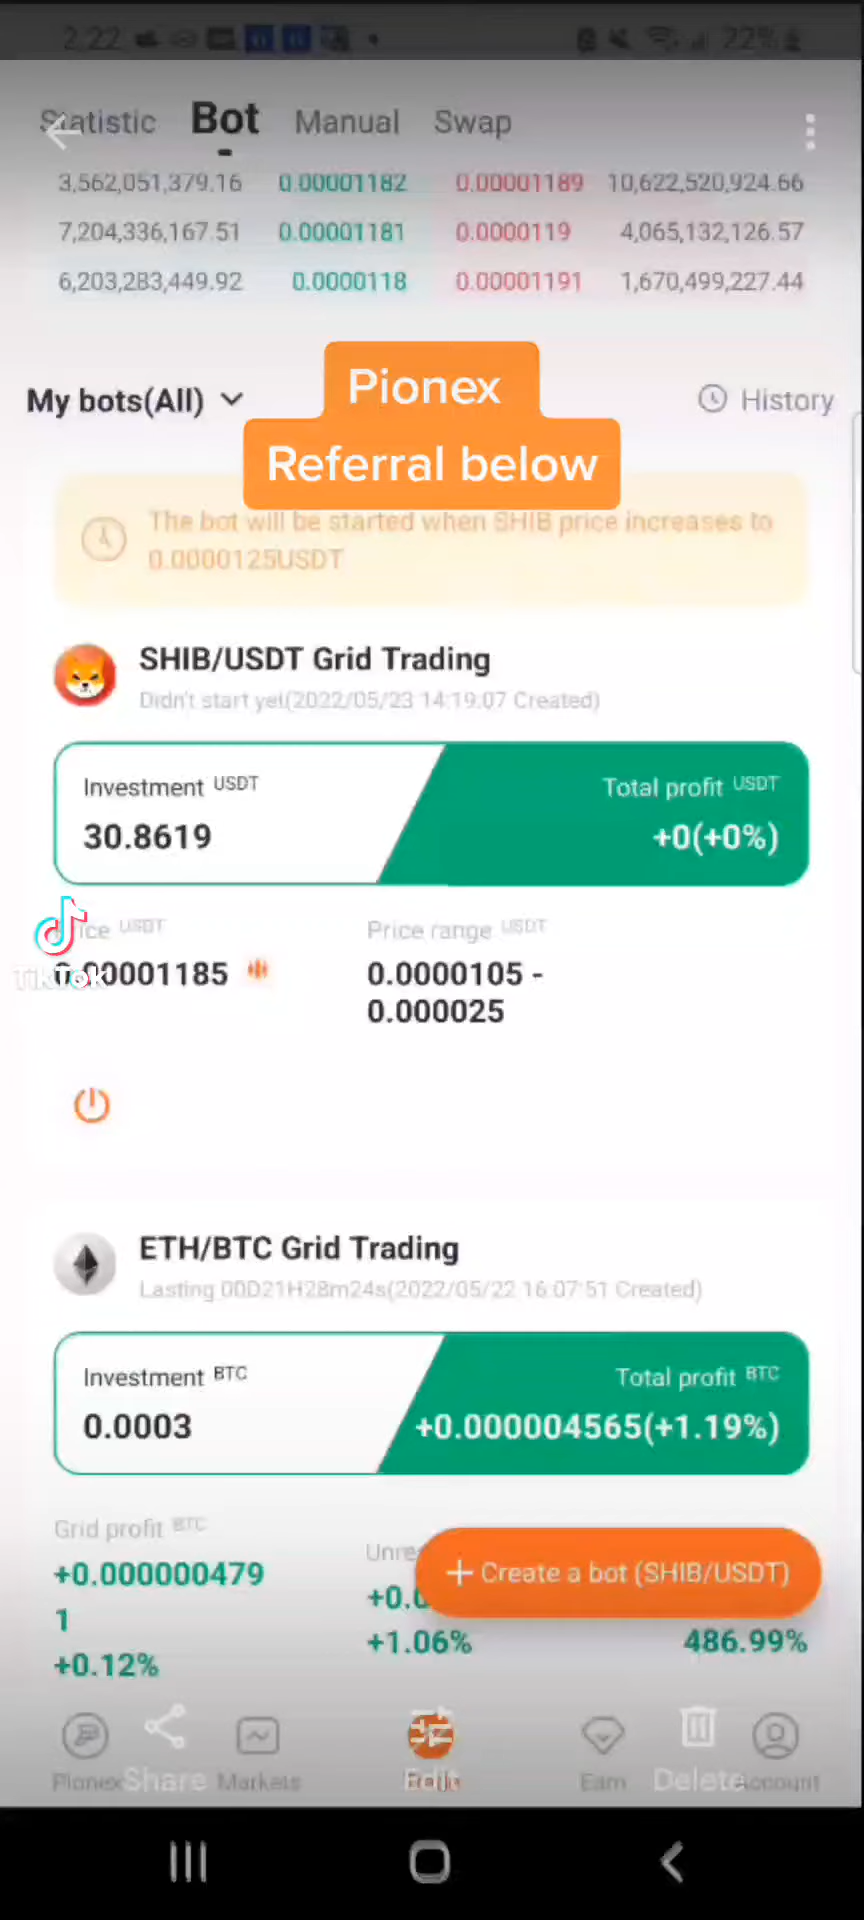 2:22 22%
Statistic Bot Manual Swap
3,562,051,379.16 0.00001182 0.00001189 10,622,520,924.66
7,204,336,167.51 0.00001181 0.0000119 4,065,132,126.57
6,203,283,449.92 0.0000118 0.00001191 1,670,499,227.44
Pionex
My bots(All) History
Referral below
The bot will be started when SHIB price increases to
0.0000125USDT
SHIB/USDT Grid Trading
Didn't start yet(2022/05/23 14:19:07 Created)
Investment USDT Total profit USDT
30.8619 +0(+0%)
USDT Price range USDT
0.00001185 0.0000105 -
TikTok
0.000025
ETH/BTC Grid Trading
Lasting 00D21H28m24s(2022/05/22 16:07:51 Created)
Investment BTC Total profit BTC
0.0003 +0.000004565(+1.19%)
Grid profit BTC
+0.000000479
1
+0.12%
+1.06%
486.99%
+ Create a bot (SHIB/USDT)
Pionex Markets Earn Account
Share Edit Delete